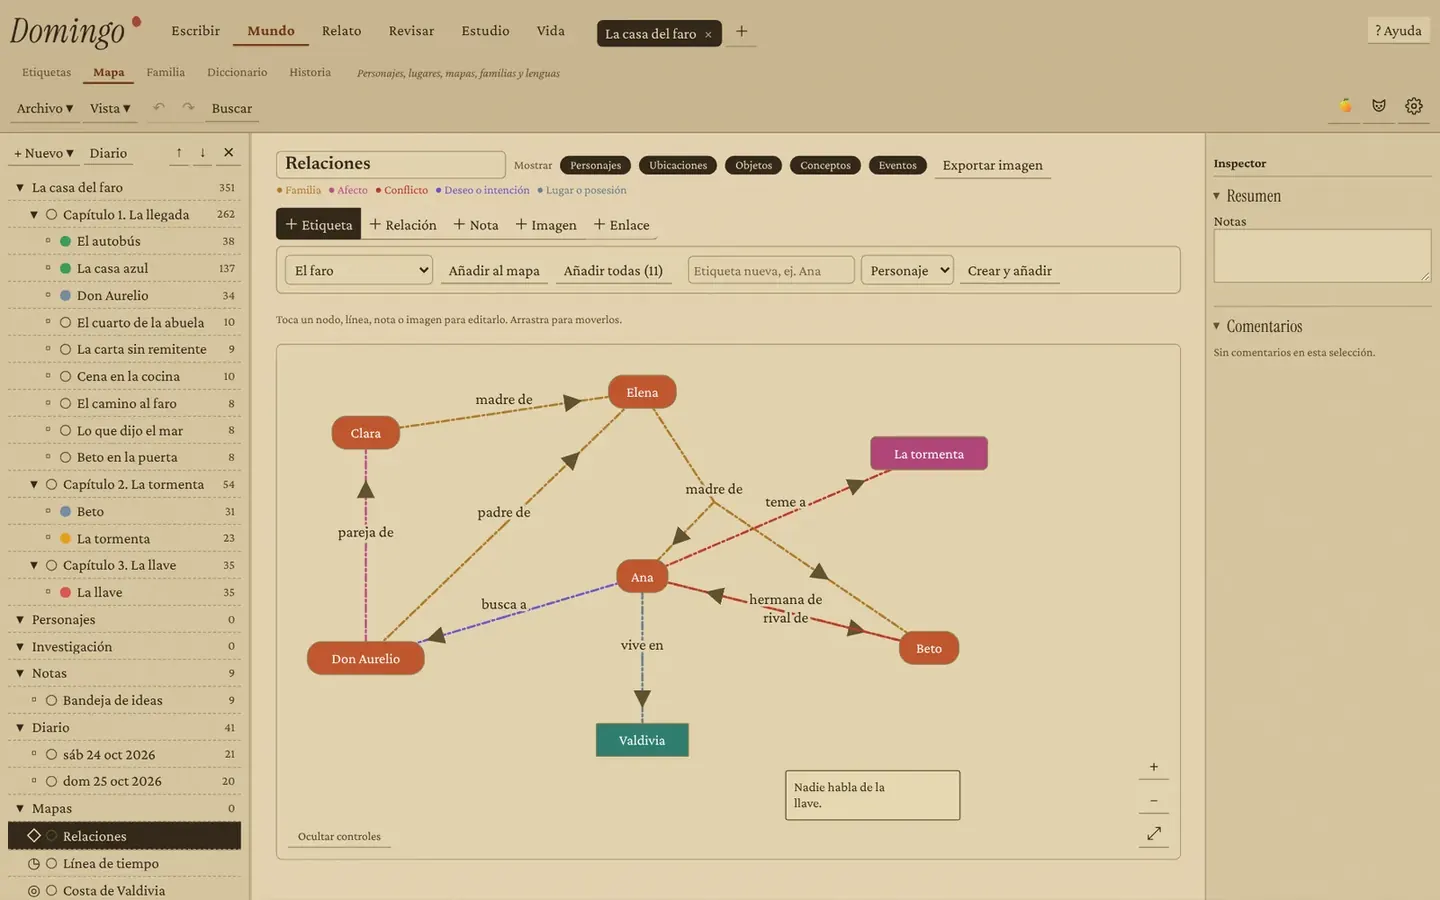 Domingo
Escribir Mundo Relato Revisar Estudio Vida La casa del faro × + ? Ayuda
Etiquetas Mapa Familia Diccionario Historia Personajes, lugares, mapas, familias y lenguas
Archivo ▾ Vista ▾ ↶ ↷ Buscar
+ Nuevo ▾ Diario ↑ ↓ ✕
La casa del faro 351
Capítulo 1. La llegada 262
El autobús 38
La casa azul 137
Don Aurelio 34
El cuarto de la abuela 10
La carta sin remitente 9
Cena en la cocina 10
El camino al faro 8
Lo que dijo el mar 8
Beto en la puerta 8
Capítulo 2. La tormenta 54
Beto 31
La tormenta 23
Capítulo 3. La llave 35
La llave 35
Personajes 0
Investigación 0
Notas 9
Bandeja de ideas 9
Diario 41
sáb 24 oct 2026 21
dom 25 oct 2026 20
Mapas 0
Relaciones
Línea de tiempo
Costa de Valdivia
Relaciones Mostrar Personajes Ubicaciones Objetos Conceptos Eventos Exportar imagen
Familia Afecto Conflicto Deseo o intención Lugar o posesión
+ Etiqueta + Relación + Nota + Imagen + Enlace
El faro Añadir al mapa Añadir todas (11) Etiqueta nueva, ej. Ana Personaje Crear y añadir
Toca un nodo, línea, nota o imagen para editarlo. Arrastra para moverlos.
Elena
madre de
Clara
La tormenta
madre de
teme a
padre de
pareja de
Ana
busca a
hermana de
rival de
vive en
Beto
Don Aurelio
Valdivia
Nadie habla de la
llave.
+
−
Ocultar controles
Inspector
Resumen
Notas
Comentarios
Sin comentarios en esta selección.